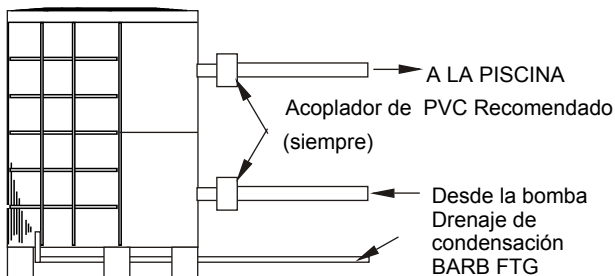 A LA PISCINA
Acoplador de PVC Recomendado
(siempre)
Desde la bomba
Drenaje de
condensación
BARB FTG